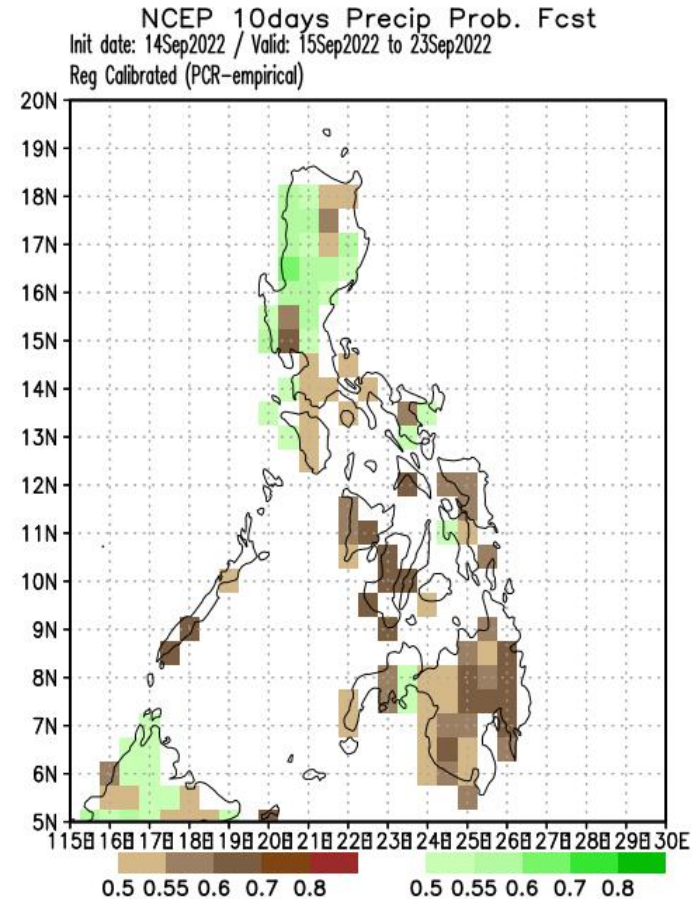 NCEP 10days Precip Prob. Fcst
Init date: 14Sep2022 / Valid: 15Sep2022 to 23Sep2022
Reg Calibrated (PCR-empirical)
20N
19N
18N
17N
16N
15N
14N
13N
12N
11N
10N
9N
8N
7N
6N
5N
115E 116E 117E 118E 119E 120E 121E 122E 123E 124E 125E 126E 127E 128E 129E 130E
0.5 0.55 0.6 0.7 0.8 0.5 0.55 0.6 0.7 0.8